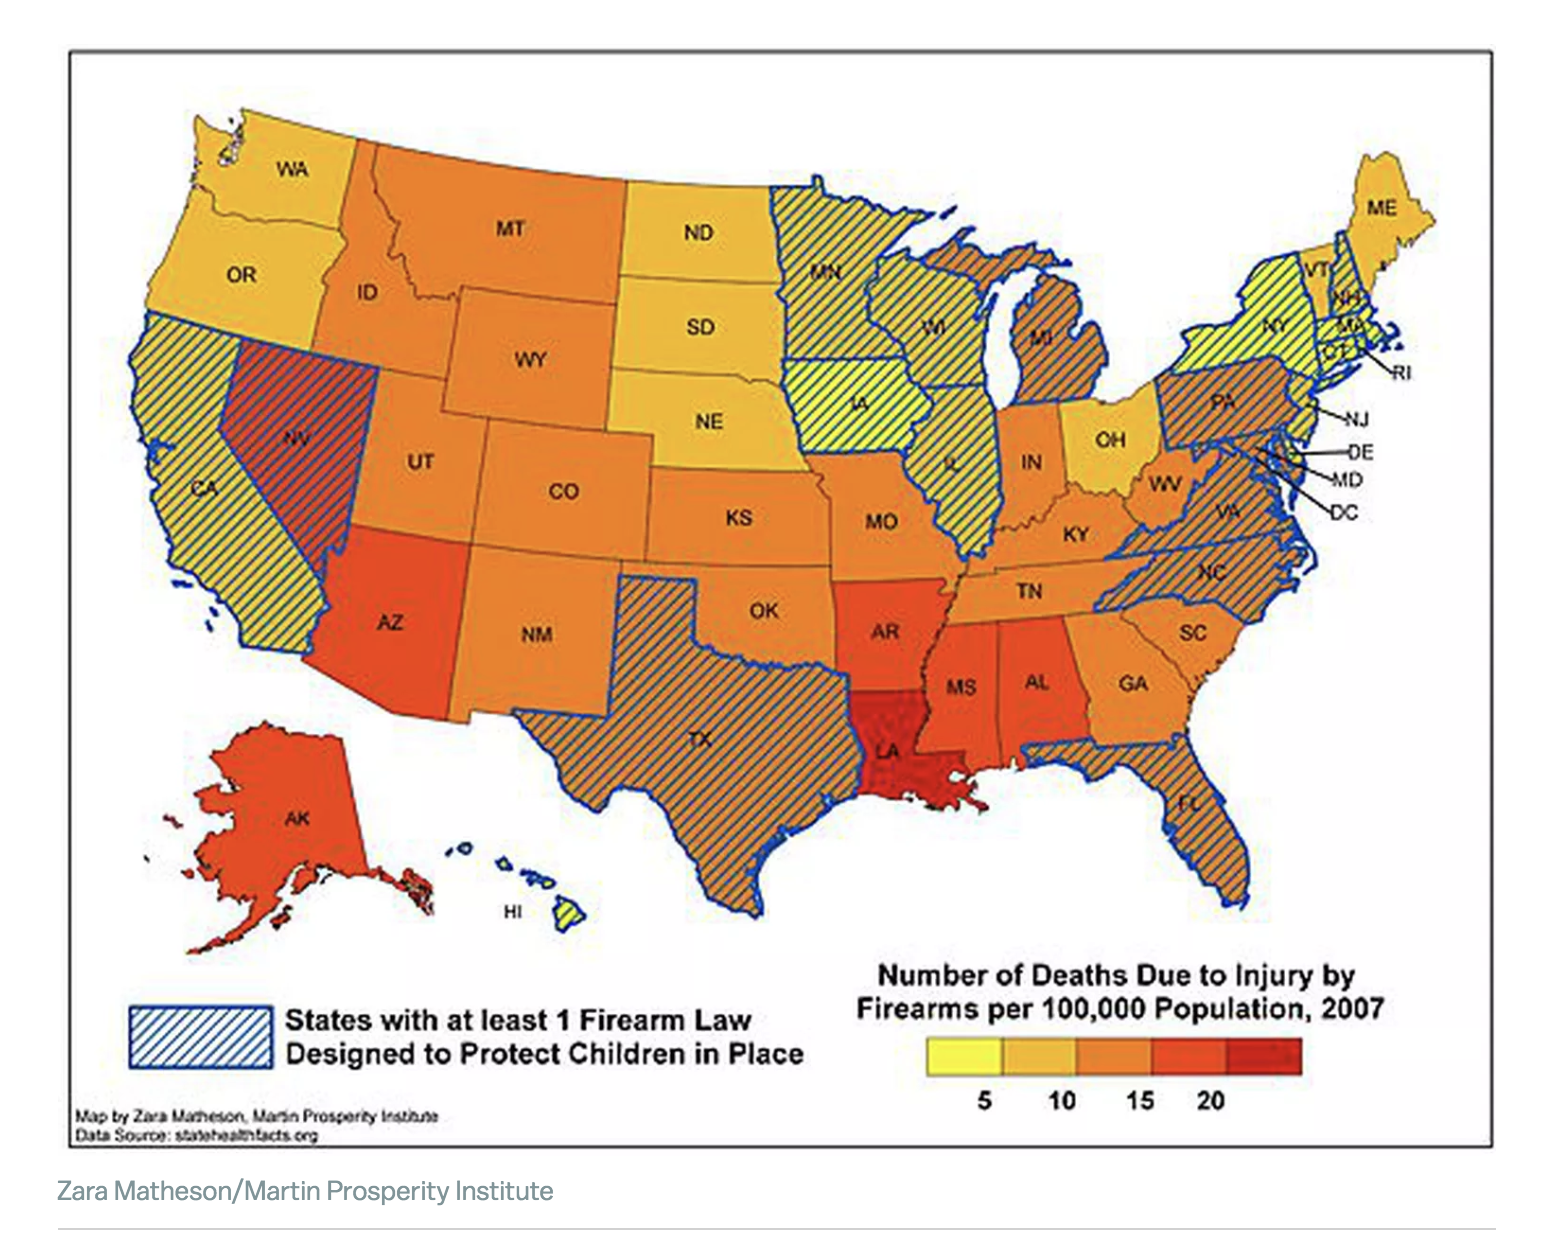 WA
MT
ND
MN
ME
OR
ID
SD
WI
MI
VT
NH
NY
MA
CT
RI
WY
NE
IA
PA
NJ
NV
UT
CO
IL
IN
OH
DE
MD
DC
CA
KS
MO
WV
VA
KY
NC
AZ
NM
OK
TN
AR
SC
MS
AL
GA
TX
LA
FL
AK
HI
Number of Deaths Due to Injury by
Firearms per 100,000 Population, 2007
5 10 15 20
States with at least 1 Firearm Law
Designed to Protect Children in Place
Map by Zara Matheson, Martin Prosperity Institute
Data Source: statehealthfacts.org
Zara Matheson/Martin Prosperity Institute